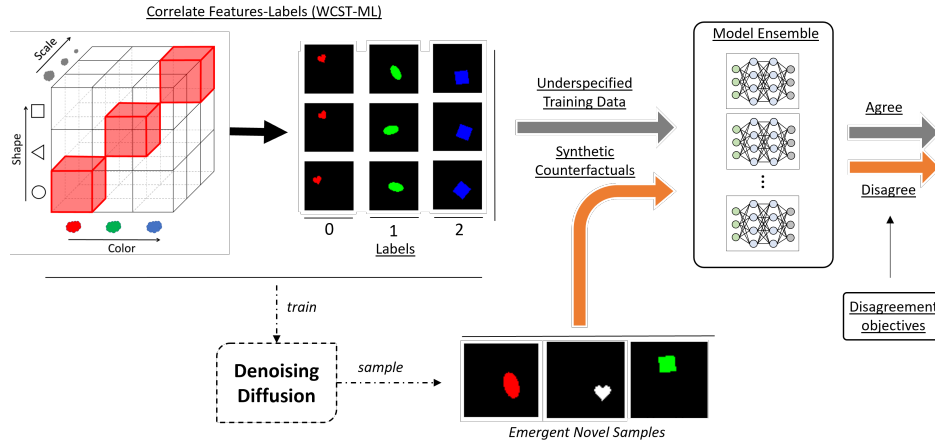 Correlate Features-Labels (WCST-ML)
Scale
Shape
Color
0 1 2
Labels
Underspecified
Training Data
Synthetic
Counterfactuals
Model Ensemble
...
Agree
Disagree
Disagreement
objectives
train
Denoising
Diffusion
sample
Emergent Novel Samples